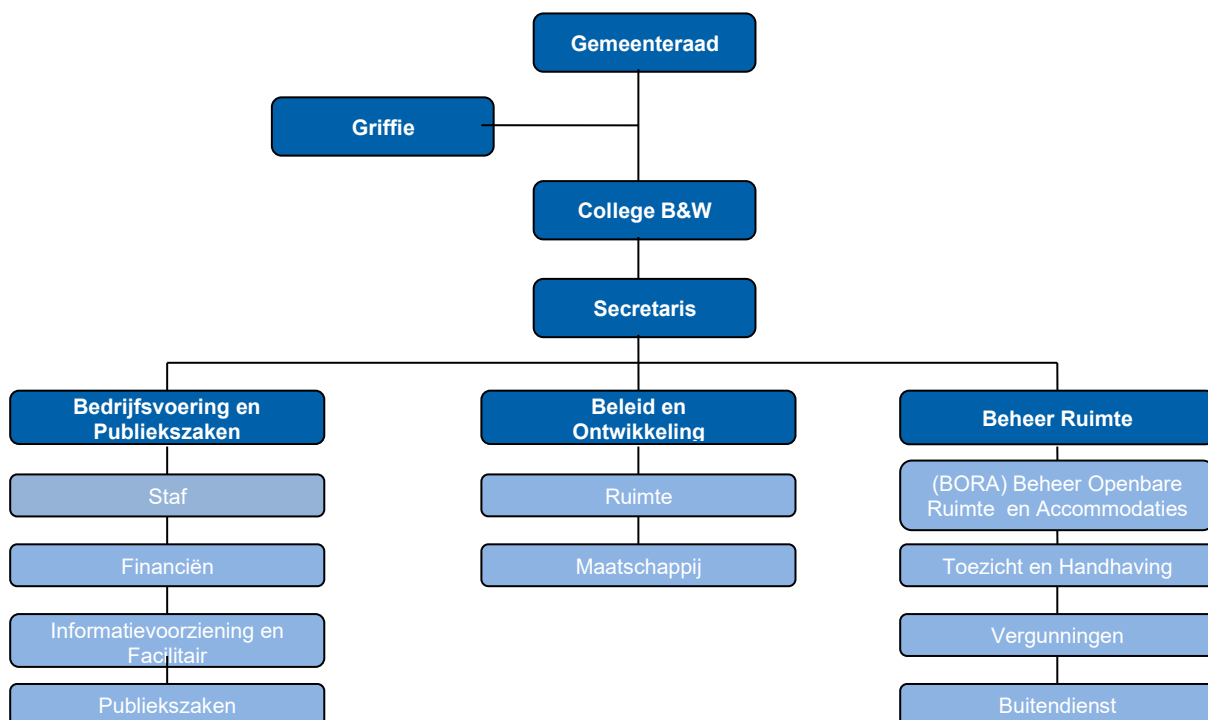 Gemeenteraad
Griffie
College B&W
Secretaris
Bedrijfsvoering en
Publiekszaken
Beleid en
Ontwikkeling
Beheer Ruimte
Staf
Ruimte
(BORA) Beheer Openbare
Ruimte en Accommodaties
Financiën
Maatschappij
Toezicht en Handhaving
Informatievoorziening en
Facilitair
Vergunningen
Publiekszaken
Buitendienst